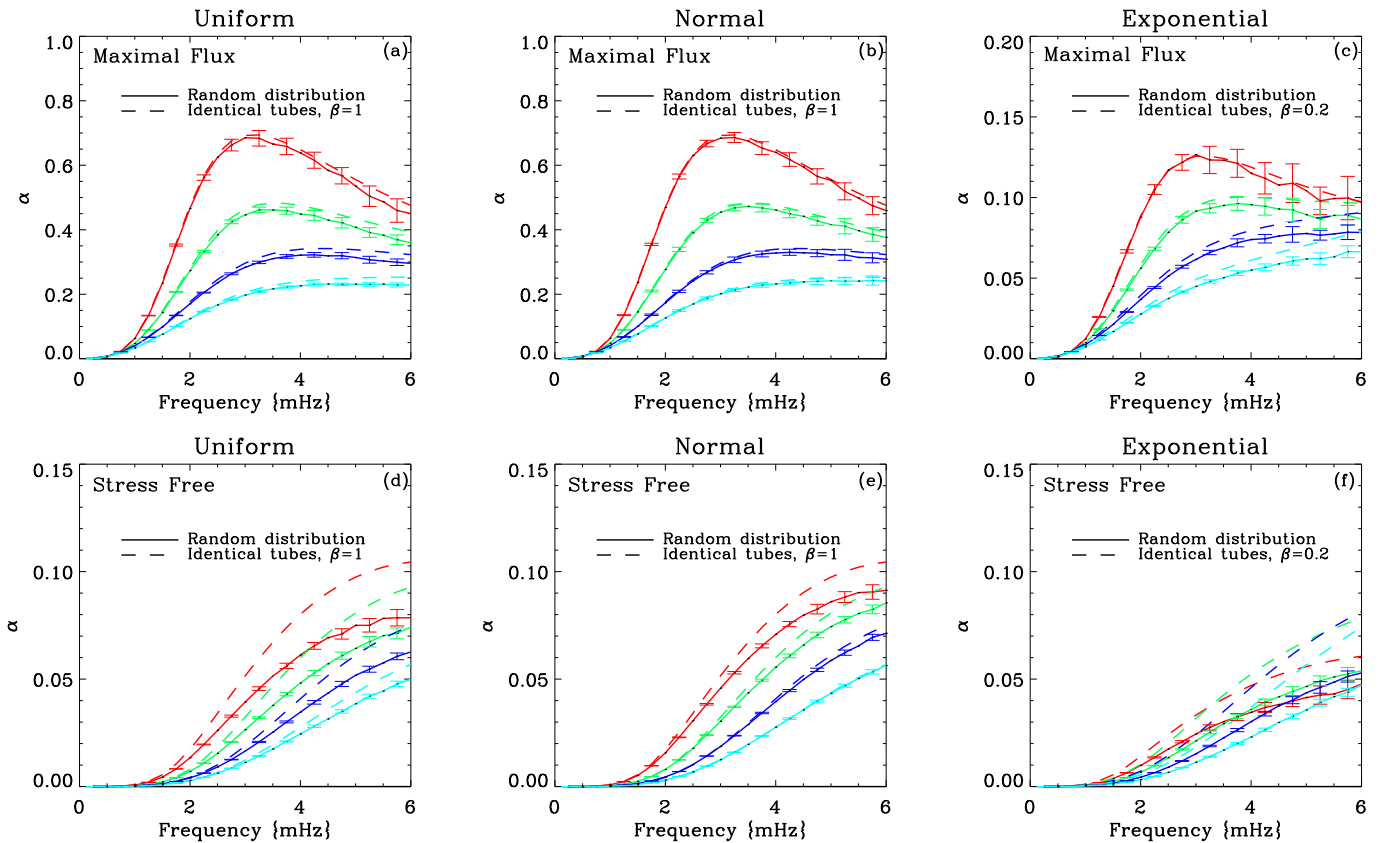 Uniform
(a)
Maximal Flux
Random distribution
Identical tubes, β=1
1.0
0.8
0.6
0.4
0.2
0.0
α
0 2 4 6
Frequency {mHz}
Normal
(b)
Maximal Flux
Random distribution
Identical tubes, β=1
1.0
0.8
0.6
0.4
0.2
0.0
α
0 2 4 6
Frequency {mHz}
Exponential
(c)
Maximal Flux
Random distribution
Identical tubes, β=0.2
0.20
0.15
0.10
0.05
0.00
α
0 2 4 6
Frequency {mHz}
Uniform
(d)
Stress Free
Random distribution
Identical tubes, β=1
0.15
0.10
0.05
0.00
α
0 2 4 6
Frequency {mHz}
Normal
(e)
Stress Free
Random distribution
Identical tubes, β=1
0.15
0.10
0.05
0.00
α
0 2 4 6
Frequency {mHz}
Exponential
(f)
Stress Free
Random distribution
Identical tubes, β=0.2
0.15
0.10
0.05
0.00
α
0 2 4 6
Frequency {mHz}